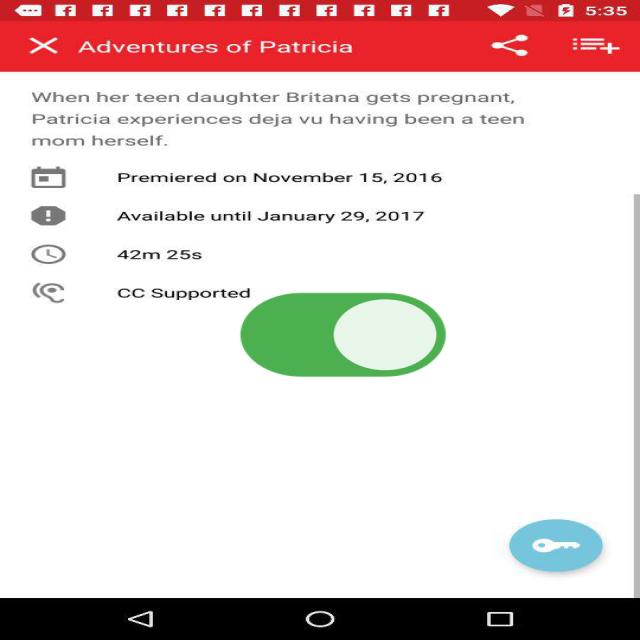 5:35
Adventures of Patricia
When her teen daughter Britana gets pregnant,
Patricia experiences deja vu having been a teen
mom herself.
Premiered on November 15, 2016
Available until January 29, 2017
42m 25s
CC Supported